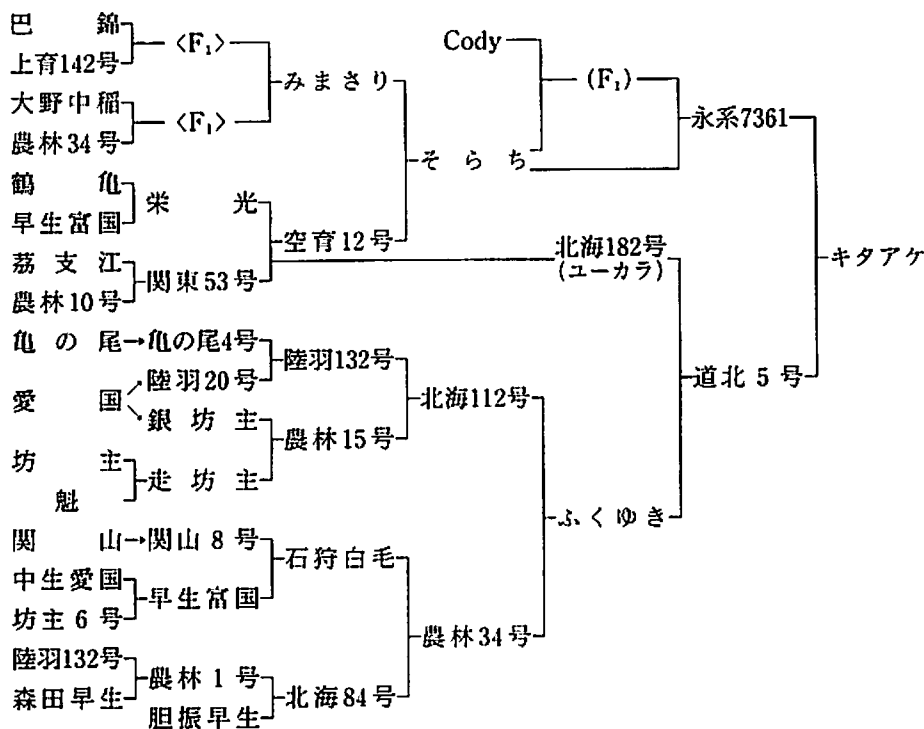 巴錦
上育142号
〈F₁〉
大野中稲
農林34号
〈F₁〉
みまさり
Cody
(F₁)
永系7361
そらち
鶴亀
早生富国
栄光
茘支江
農林10号
関東53号
空育12号
北海182号
(ユーカラ)
キタアケ
亀の尾→亀の尾4号
陸羽20号
陸羽132号
愛国
銀坊主
農林15号
北海112号
道北5号
坊主
魁
走坊主
ふくゆき
関山→関山8号
石狩白毛
中生愛国
坊主6号
早生富国
農林34号
陸羽132号
森田早生
農林1号
胆振早生
北海84号